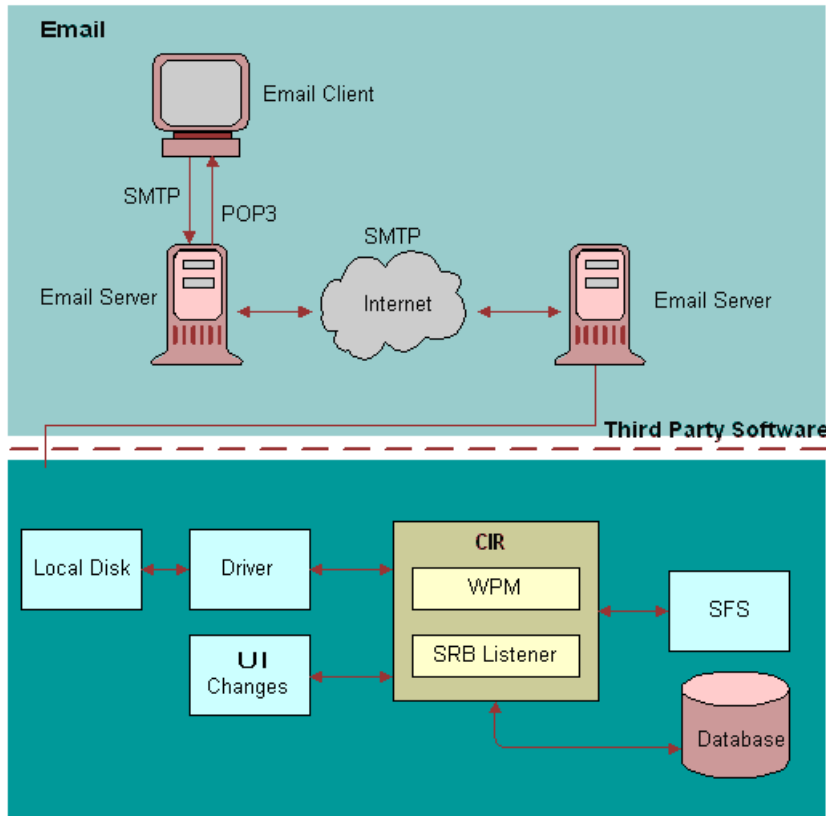 Email
Email Client
SMTP
POP3
SMTP
Email Server
Internet
Email Server
Third Party Software
CIR
Local Disk
Driver
WPM
SFS
SRB Listener
UI
Changes
Database